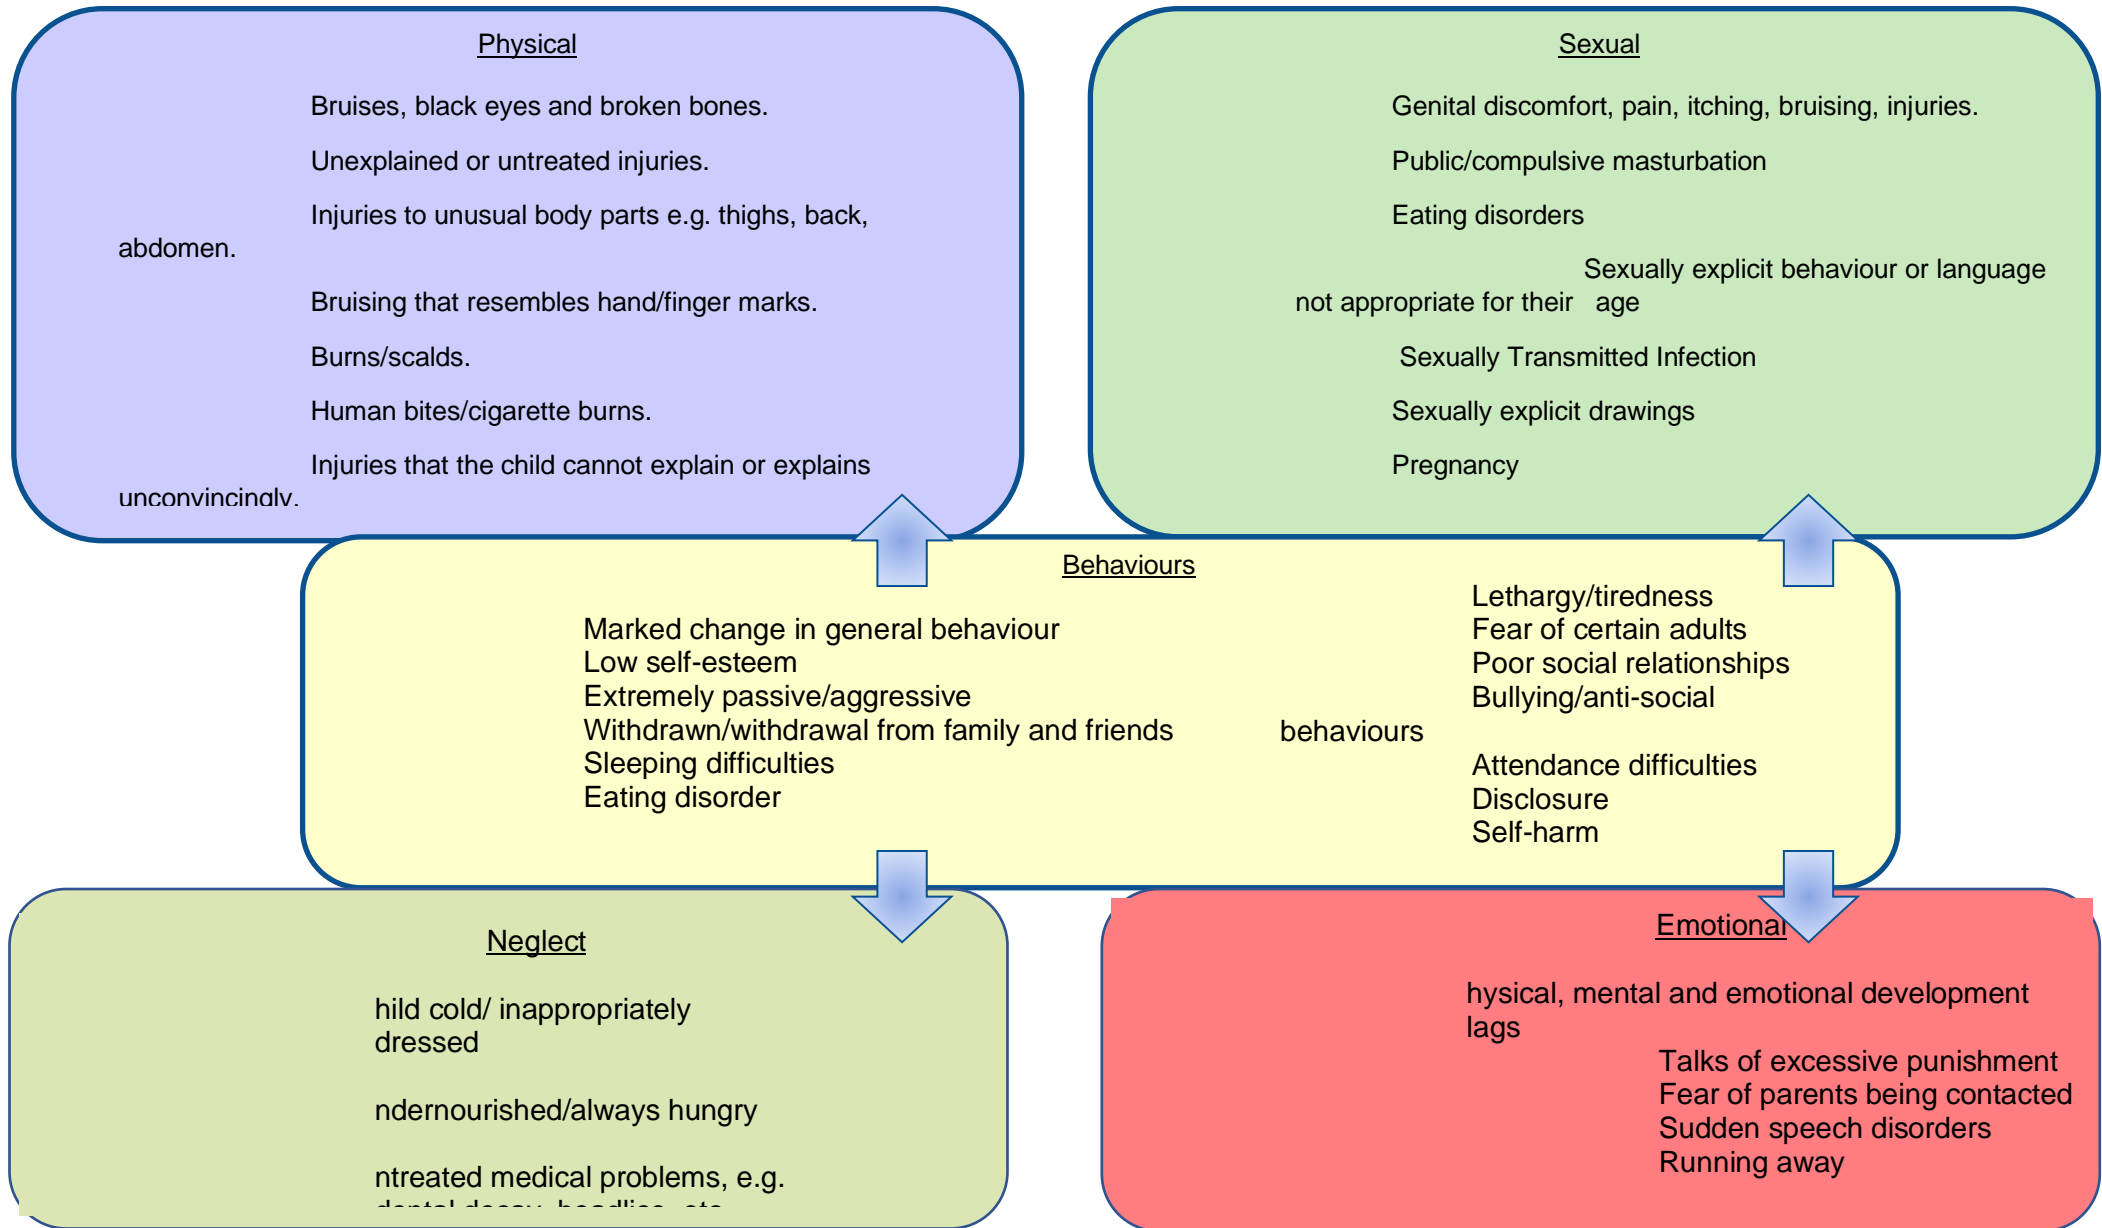 Physical
Bruises, black eyes and broken bones.
Unexplained or untreated injuries.
Injuries to unusual body parts e.g. thighs, back,
abdomen.
Bruising that resembles hand/finger marks.
Burns/scalds.
Human bites/cigarette burns.
Injuries that the child cannot explain or explains
unconvincingly.
Sexual
Genital discomfort, pain, itching, bruising, injuries.
Public/compulsive masturbation
Eating disorders
Sexually explicit behaviour or language
not appropriate for their age
Sexually Transmitted Infection
Sexually explicit drawings
Pregnancy
Behaviours
Marked change in general behaviour
Low self-esteem
Extremely passive/aggressive
Withdrawn/withdrawal from family and friends
Sleeping difficulties
Eating disorder
Lethargy/tiredness
Fear of certain adults
Poor social relationships
Bullying/anti-social
behaviours
Attendance difficulties
Disclosure
Self-harm
Neglect
hild cold/ inappropriately
dressed
ndernourished/always hungry
ntreated medical problems, e.g.
dental decay, headlice, etc
Emotional
hysical, mental and emotional development
lags
Talks of excessive punishment
Fear of parents being contacted
Sudden speech disorders
Running away